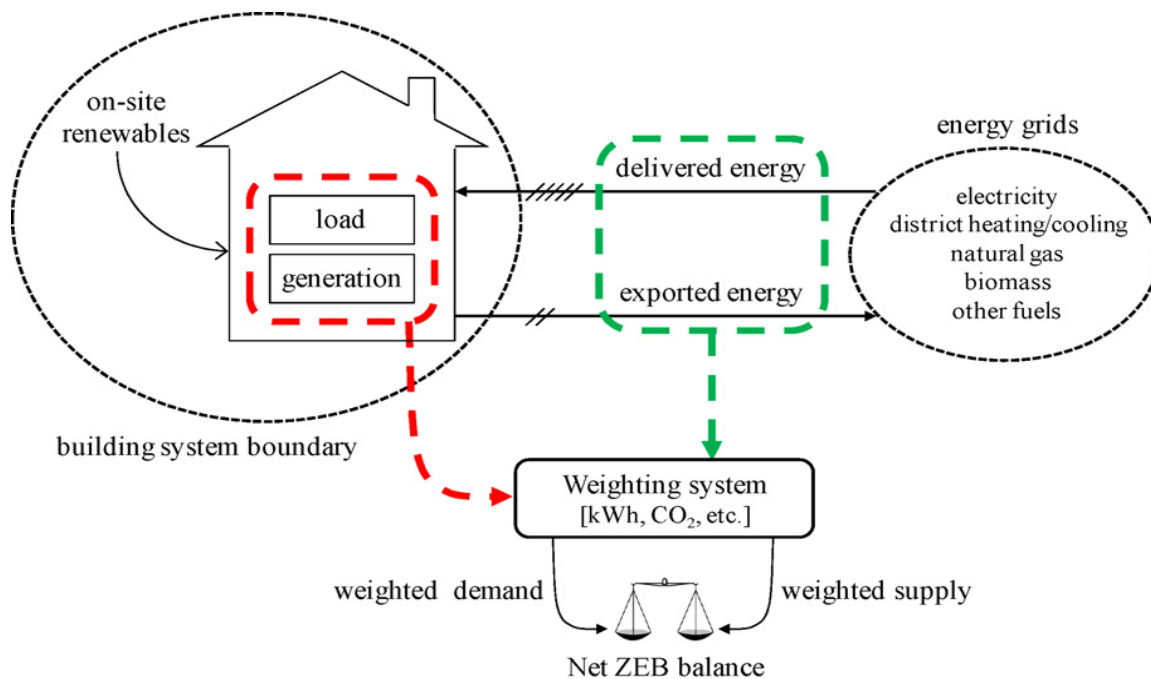 on-site
renewables
load
generation
building system boundary
delivered energy
exported energy
energy grids
electricity
district heating/cooling
natural gas
biomass
other fuels
Weighting system
[kWh, CO₂, etc.]
weighted demand
weighted supply
Net ZEB balance